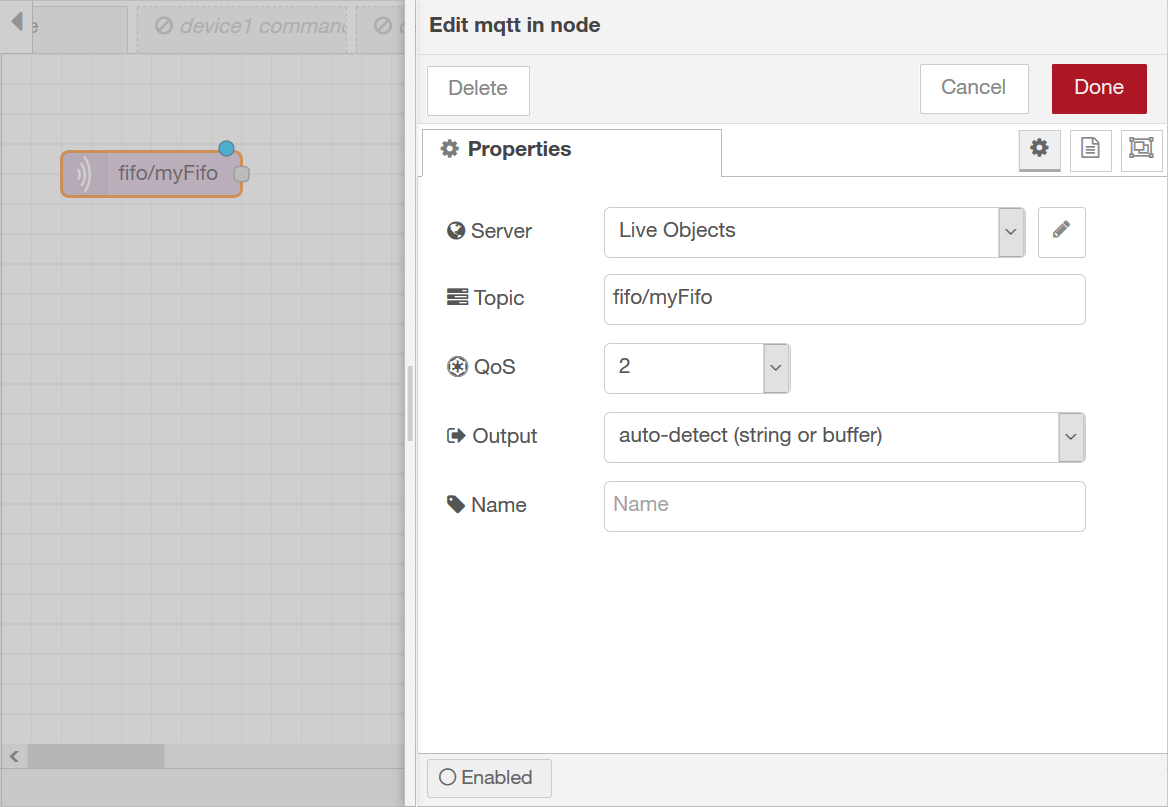 device1 comman
Edit mqtt in node
Delete
Cancel
Done
fifo/myFifo
Properties
Server
Live Objects
Topic
fifo/myFifo
QoS
2
Output
auto-detect (string or buffer)
Name
Name
Enabled